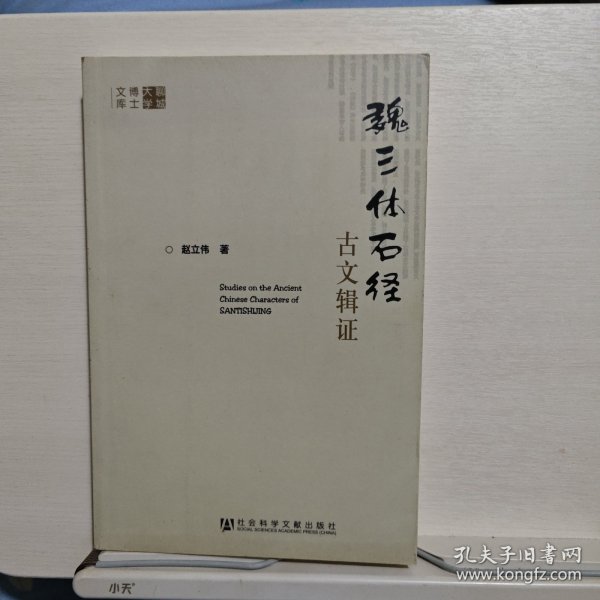 聊城
大学
博士
文库
魏三体石经
古文辑证
赵立伟 著
Studies on the Ancient
Chinese Characters of
SANTISHIJING
社会科学文献出版社
SOCIAL SCIENCES ACADEMIC PRESS (CHINA)
小天
孔夫子旧书网
www.kongfz.com